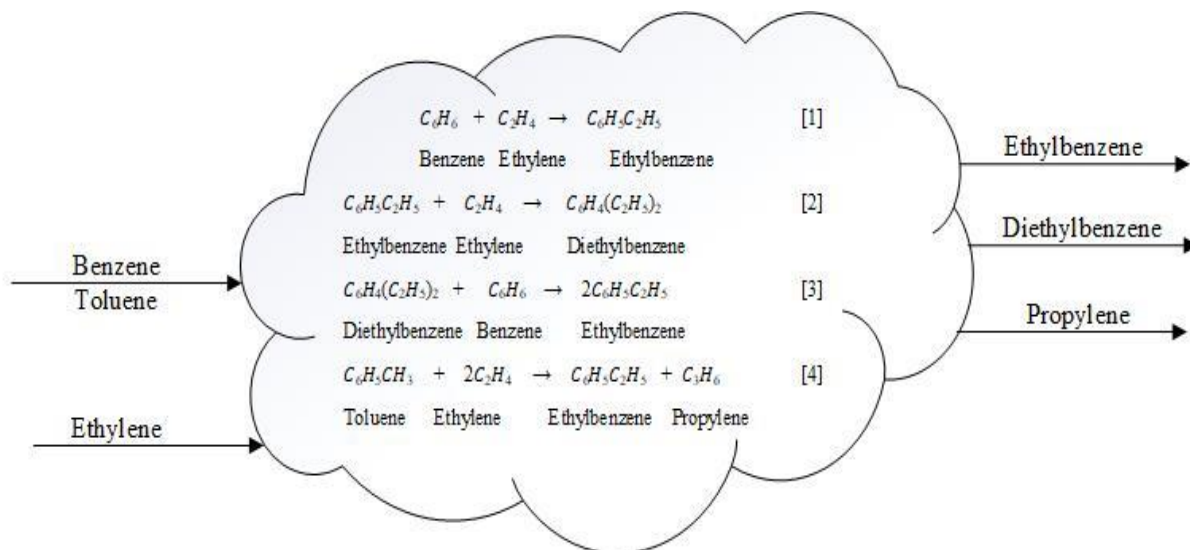 C₆H₆ + C₂H₄ → C₆H₅C₂H₅ [1]
Benzene Ethylene Ethylbenzene
C₆H₅C₂H₅ + C₂H₄ → C₆H₄(C₂H₅)₂ [2]
Ethylbenzene Ethylene Diethylbenzene
C₆H₄(C₂H₅)₂ + C₆H₆ → 2C₆H₅C₂H₅ [3]
Diethylbenzene Benzene Ethylbenzene
C₆H₅CH₃ + 2C₂H₄ → C₆H₅C₂H₅ + C₃H₆ [4]
Toluene Ethylene Ethylbenzene Propylene
Benzene
Toluene
Ethylene
Ethylbenzene
Diethylbenzene
Propylene